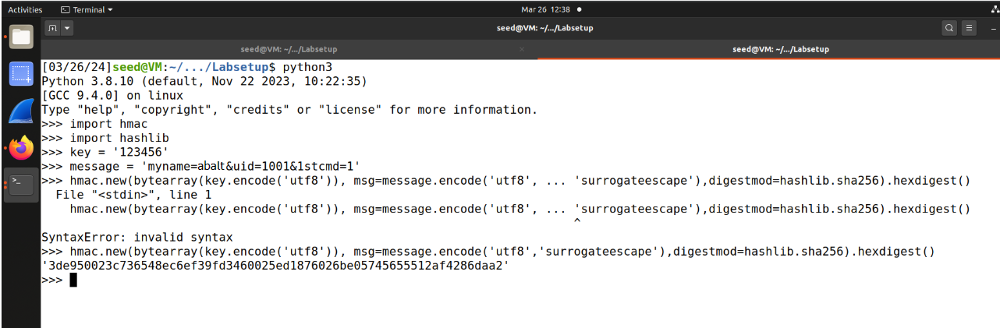 Activities Terminal Mar 26 12:38
seed@VM: ~/.../Labsetup
seed@VM: ~/.../Labsetup × seed@VM: ~/.../Labsetup
[03/26/24]seed@VM:~/.../Labsetup$ python3
Python 3.8.10 (default, Nov 22 2023, 10:22:35)
[GCC 9.4.0] on linux
Type "help", "copyright", "credits" or "license" for more information.
>>> import hmac
>>> import hashlib
>>> key = '123456'
>>> message = 'myname=abalt&uid=1001&1stcmd=1'
>>> hmac.new(bytearray(key.encode('utf8')), msg=message.encode('utf8', ... 'surrogateescape'),digestmod=hashlib.sha256).hexdigest()
  File "<stdin>", line 1
    hmac.new(bytearray(key.encode('utf8')), msg=message.encode('utf8', ... 'surrogateescape'),digestmod=hashlib.sha256).hexdigest()
                                                                           ^
SyntaxError: invalid syntax
>>> hmac.new(bytearray(key.encode('utf8')), msg=message.encode('utf8','surrogateescape'),digestmod=hashlib.sha256).hexdigest()
'3de950023c736548ec6ef39fd3460025ed1876026be05745655512af4286daa2'
>>>